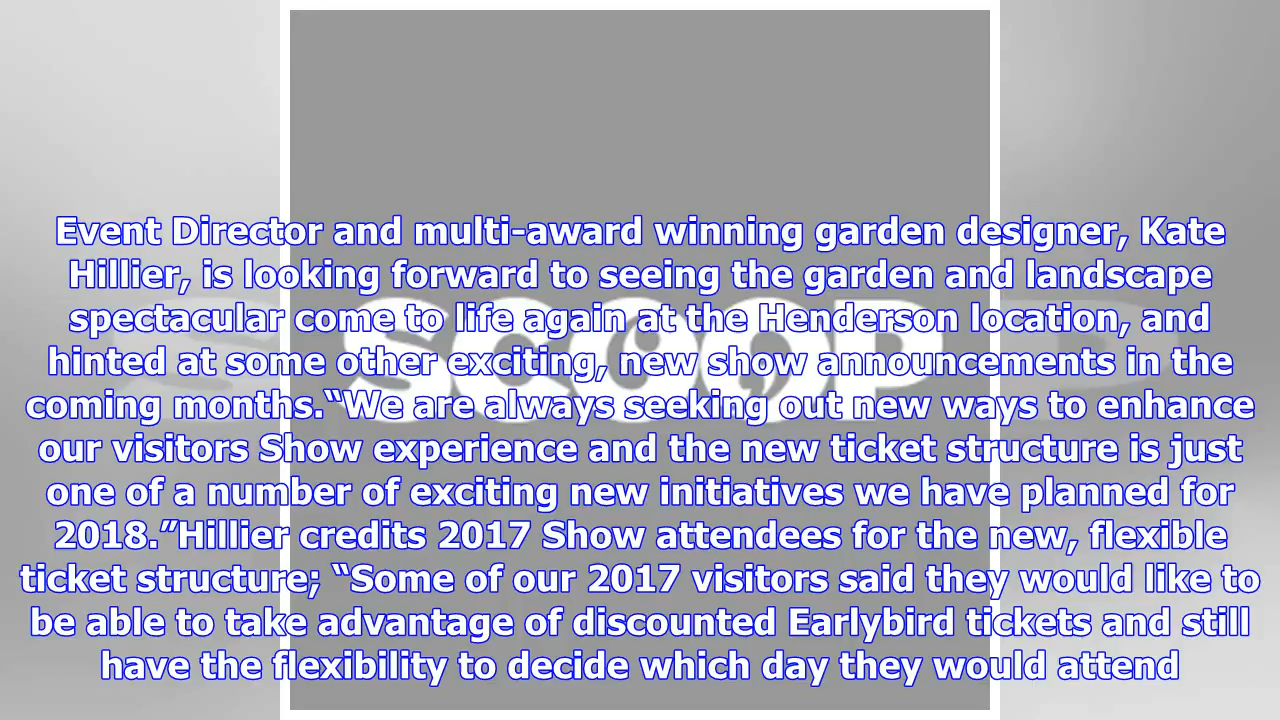 Event Director and multi-award winning garden designer, Kate
Hillier, is looking forward to seeing the garden and landscape
spectacular come to life again at the Henderson location, and
hinted at some other exciting, new show announcements in the
coming months.“We are always seeking out new ways to enhance
our visitors Show experience and the new ticket structure is just
one of a number of exciting new initiatives we have planned for
2018.”Hillier credits 2017 Show attendees for the new, flexible
ticket structure; “Some of our 2017 visitors said they would like to
be able to take advantage of discounted Earlybird tickets and still
have the flexibility to decide which day they would attend
SCOOP